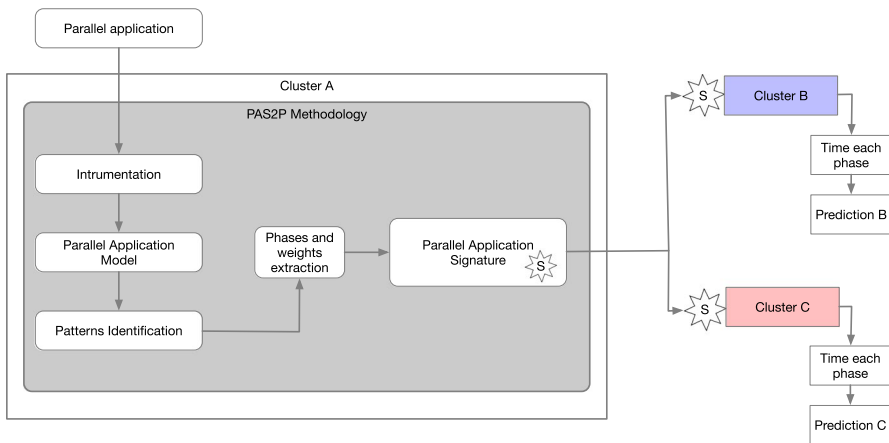 Parallel application
Cluster A
PAS2P Methodology
Intrumentation
Parallel Application
Model
Patterns Identification
Phases and
weights
extraction
Parallel Application
Signature
S
S
Cluster B
Time each
phase
Prediction B
S
Cluster C
Time each
phase
Prediction C